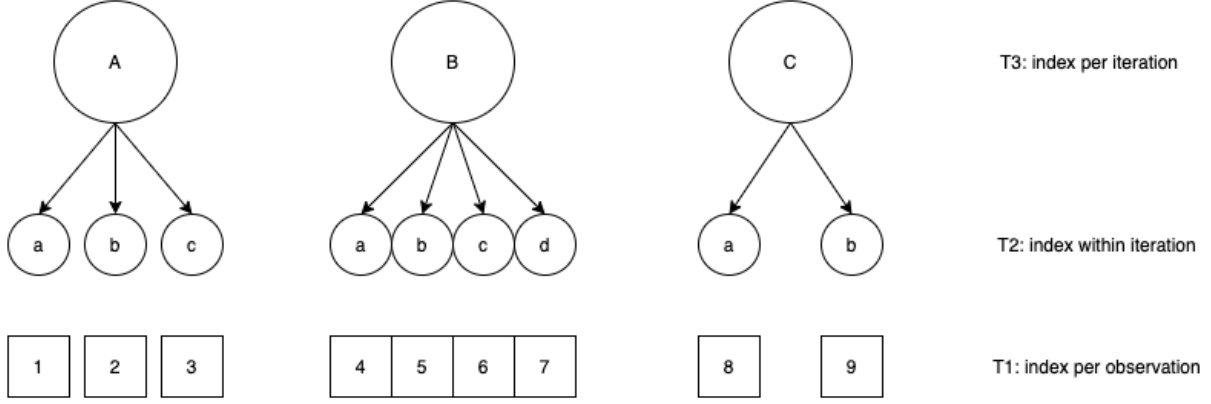 A B C T3: index per iteration
a b c a b c d a b T2: index within iteration
1 2 3 4 5 6 7 8 9 T1: index per observation